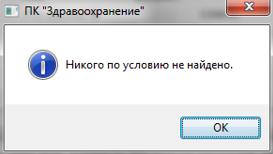 ПК "Здравоохранение"
Никого по условию не найдено.
OK